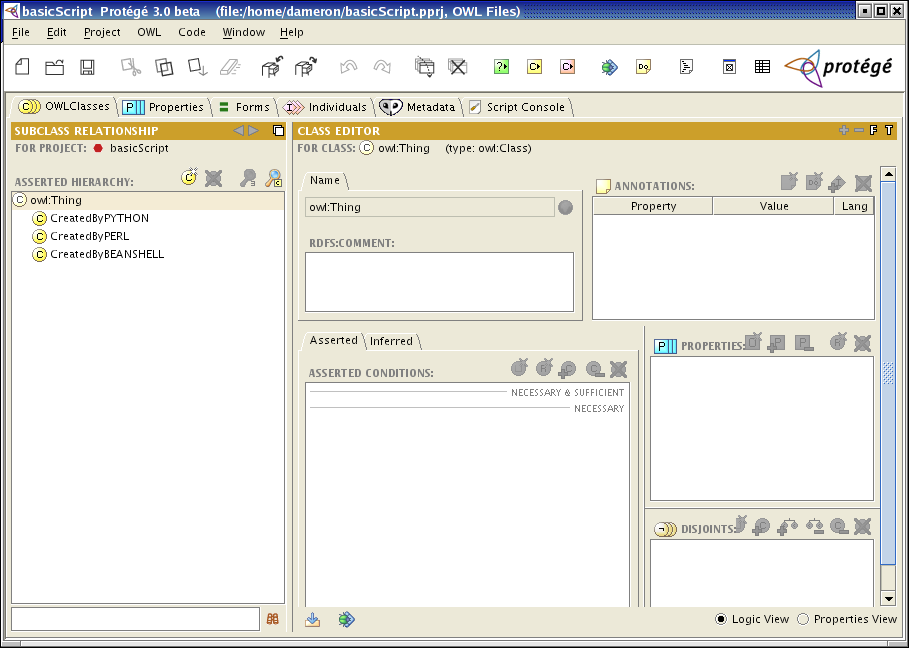 basicScript Protégé 3.0 beta (file:/home/dameron/basicScript.pprj, OWL Files)
File Edit Project OWL Code Window Help
protégé
OWLClasses Properties Forms Individuals Metadata Script Console
SUBCLASS RELATIONSHIP
FOR PROJECT: basicScript
ASSERTED HIERARCHY:
owl:Thing
CreatedByPYTHON
CreatedByPERL
CreatedByBEANSHELL
CLASS EDITOR
F T
FOR CLASS: owl:Thing (type: owl:Class)
Name
owl:Thing
RDFS:COMMENT:
ANNOTATIONS:
Property Value Lang
Asserted Inferred
ASSERTED CONDITIONS:
NECESSARY & SUFFICIENT
NECESSARY
PROPERTIES:
DISJOINTS:
Logic View Properties View